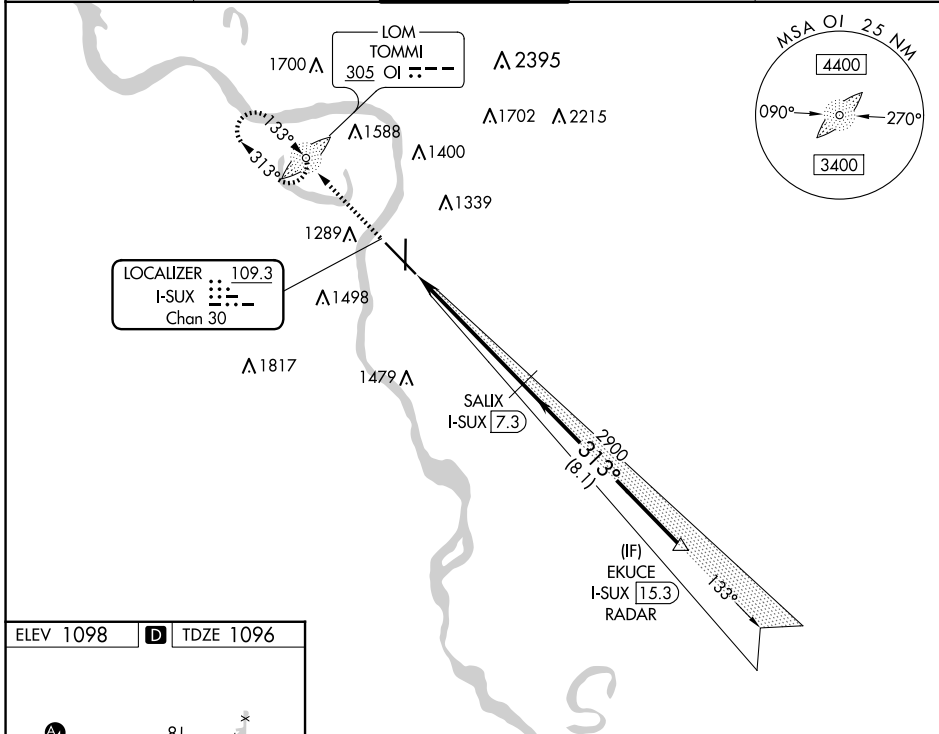 LOM
TOMMI
305 OI
1700
2395
1702
2215
1588
1400
1339
133°
313°
1289
LOCALIZER 109.3
I-SUX
Chan 30
1498
1817
1479
MSA OI 25 NM
4400
090°
270°
3400
SALIX
I-SUX 7.3
2900
313°
(8.1)
(IF)
EKUCE
I-SUX 15.3
RADAR
133°
ELEV 1098
D
TDZE 1096